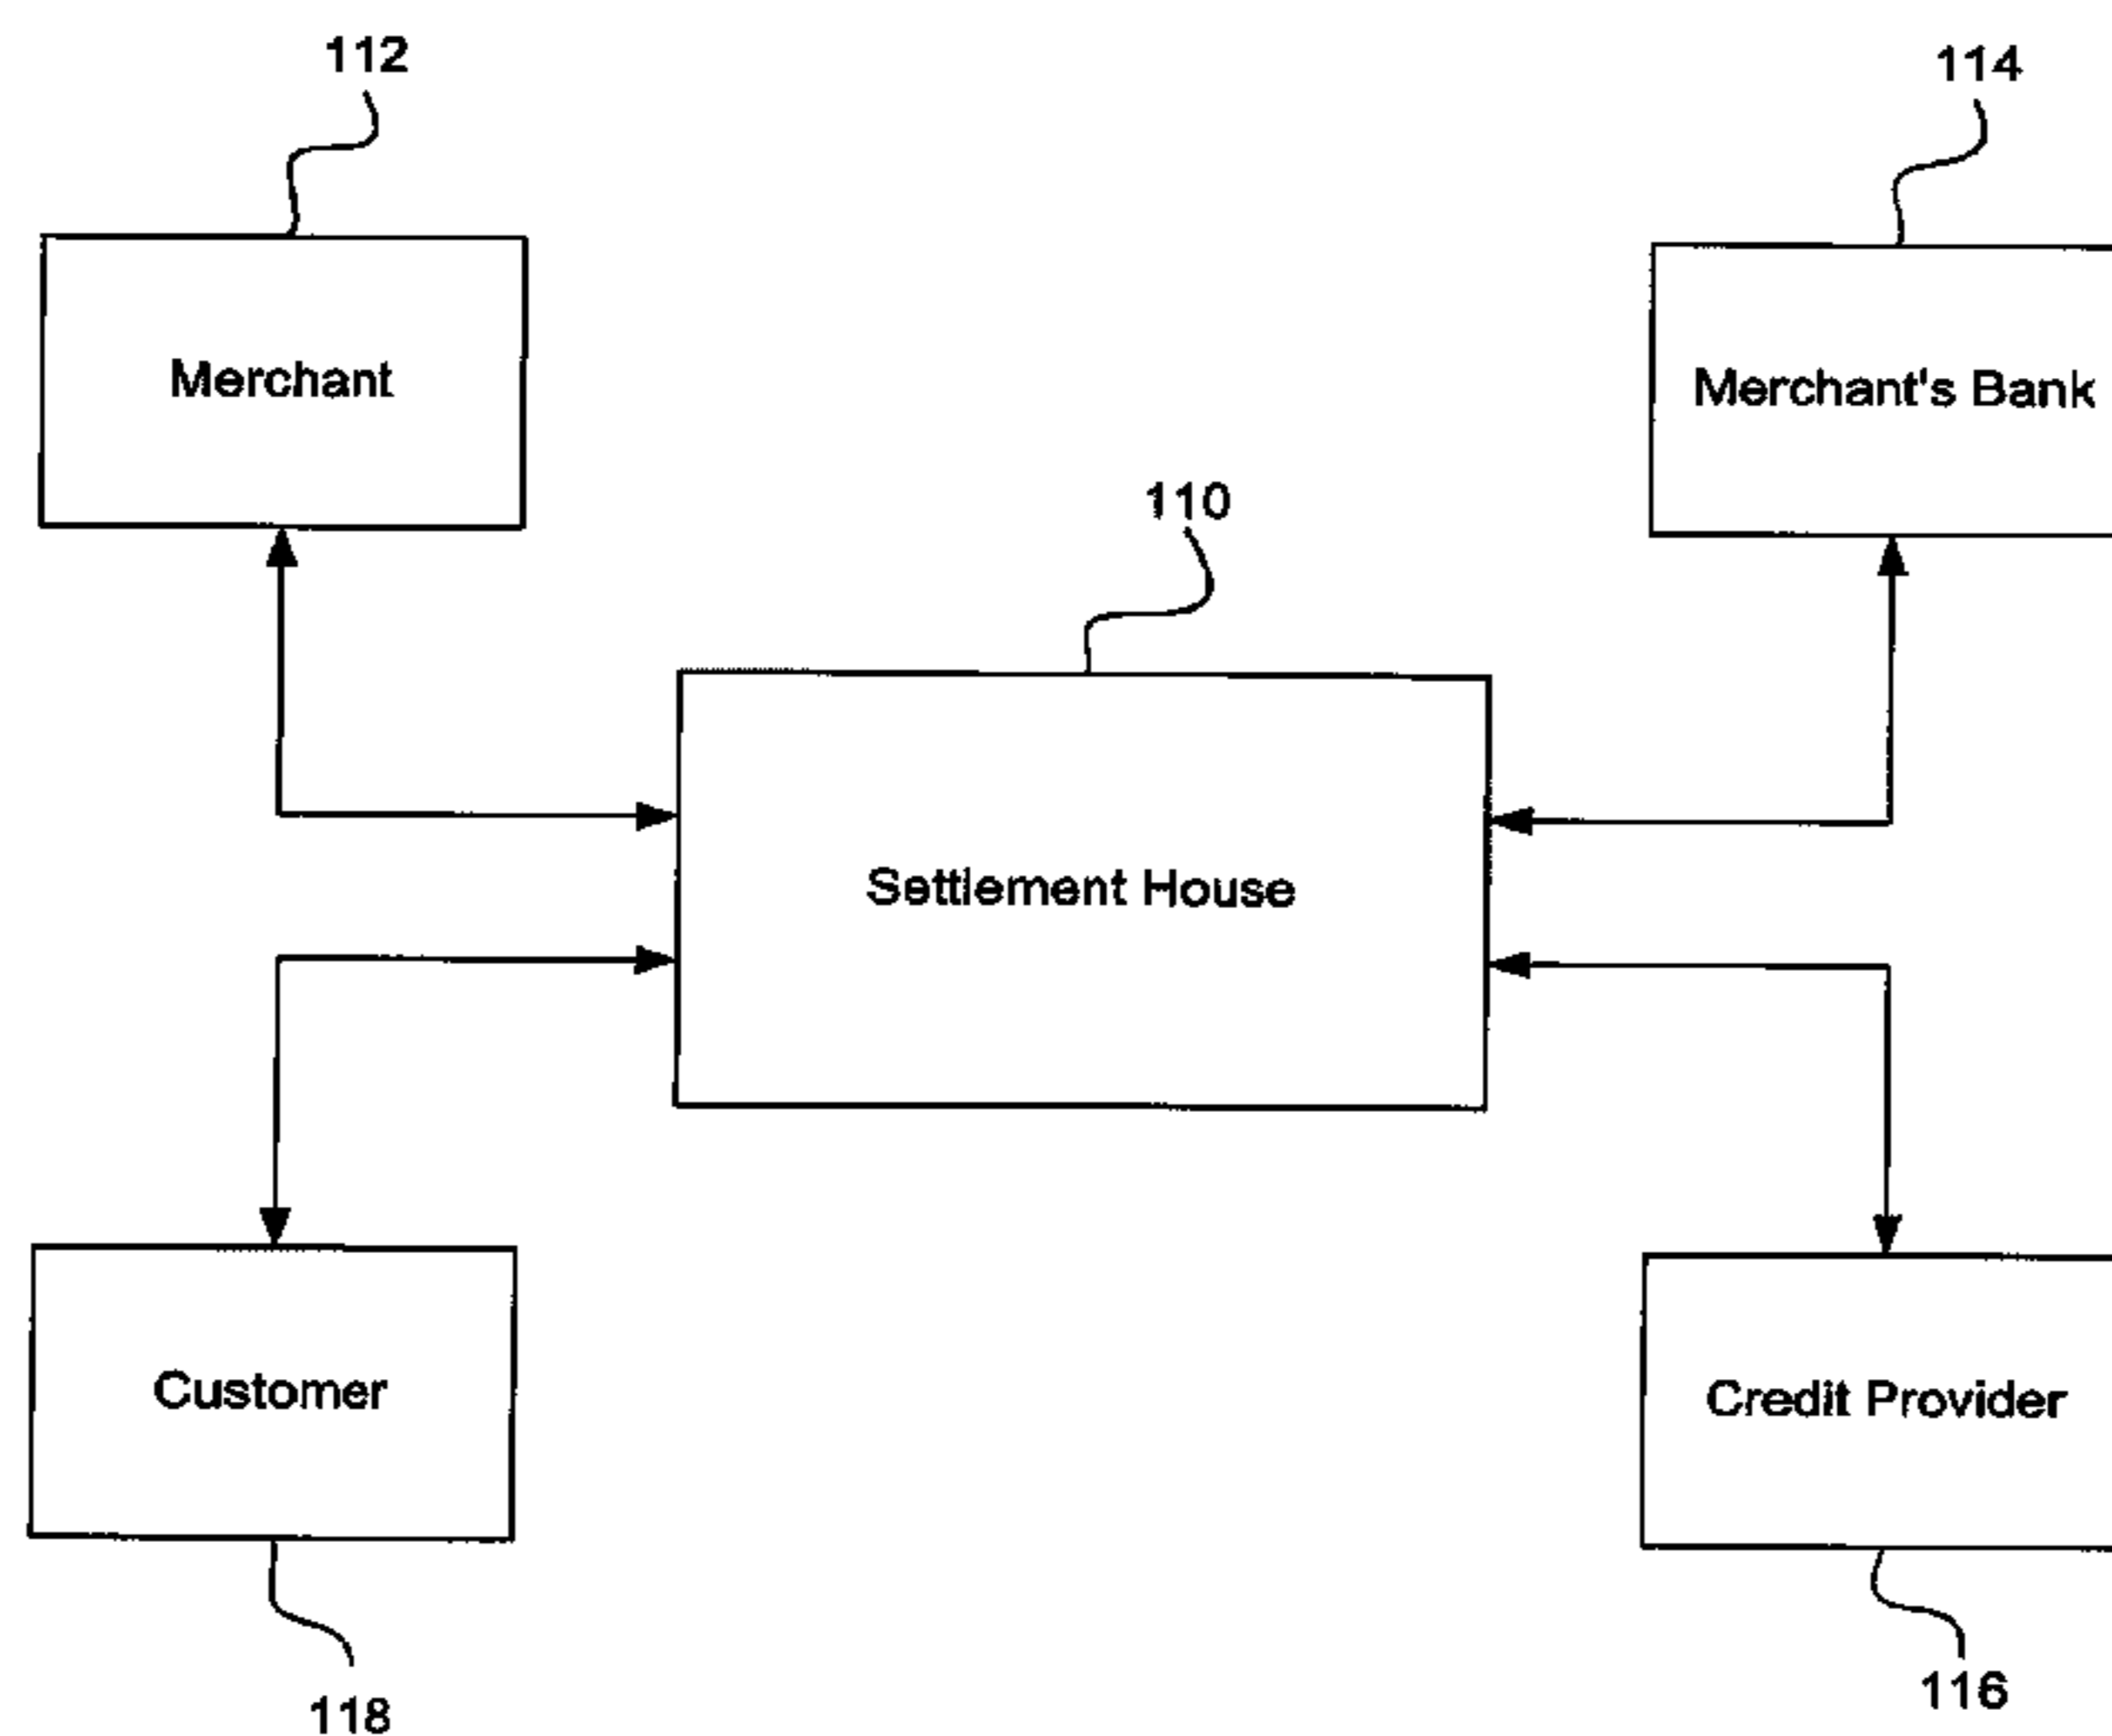 112
114
Merchant
Merchant's Bank
110
Settlement House
Customer
Credit Provider
118
116